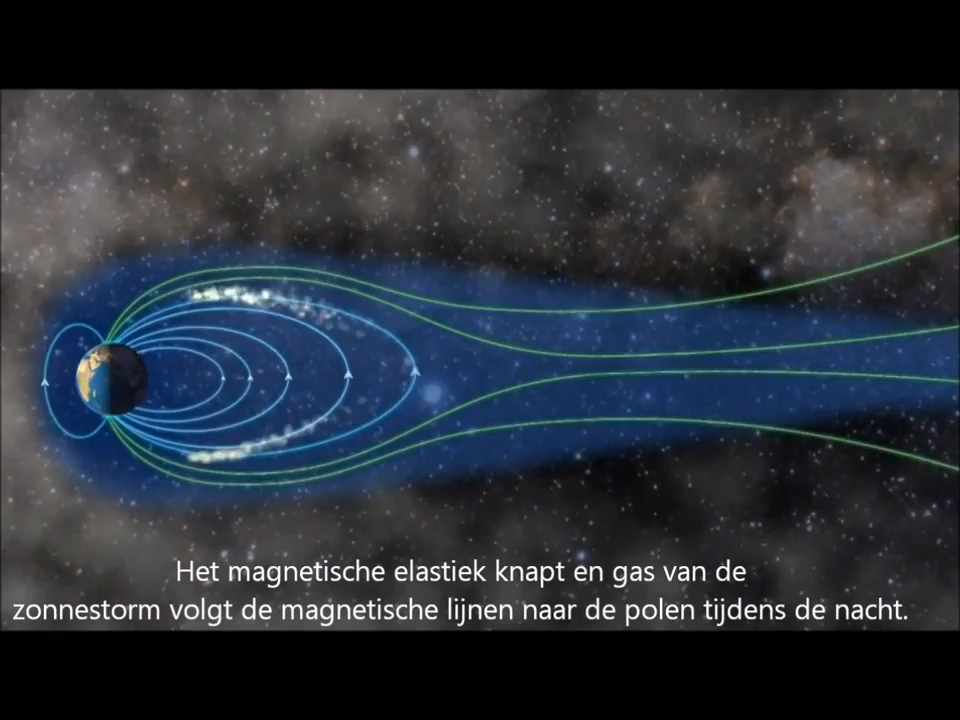 Het magnetische elastiek knapt en gas van de
zonnestorm volgt de magnetische lijnen naar de polen tijdens de nacht.